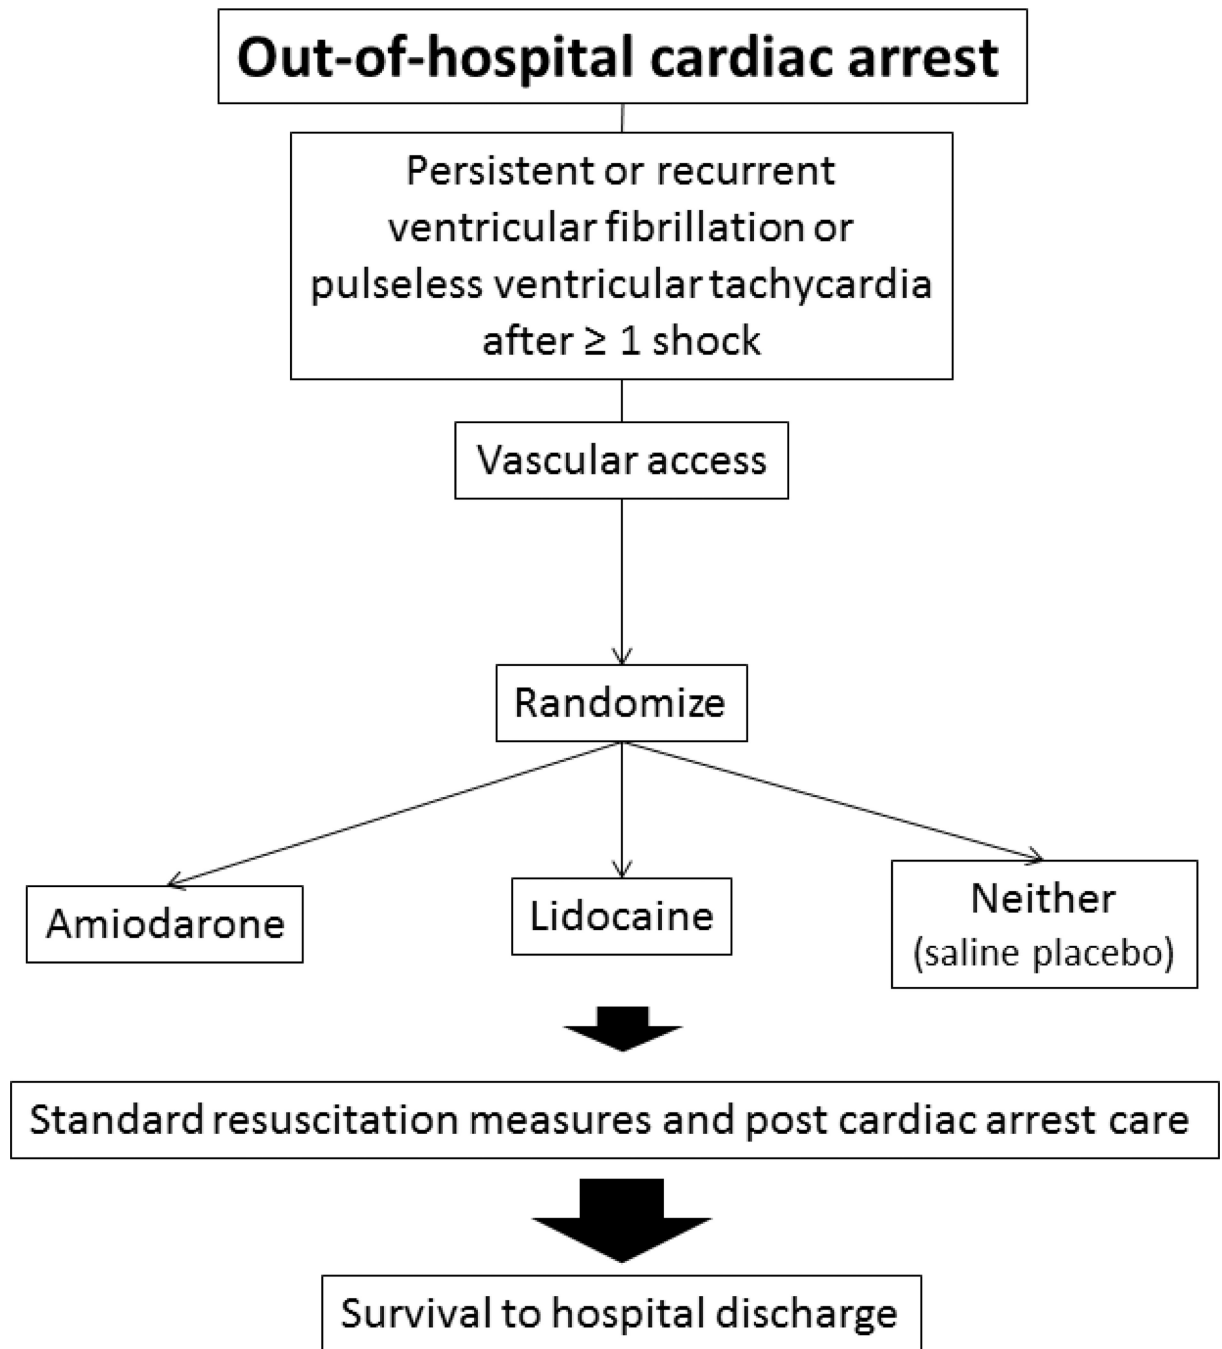 Out-of-hospital cardiac arrest
Persistent or recurrent
ventricular fibrillation or
pulseless ventricular tachycardia
after ≥ 1 shock
Vascular access
Randomize
Amiodarone
Lidocaine
Neither
(saline placebo)
Standard resuscitation measures and post cardiac arrest care
Survival to hospital discharge